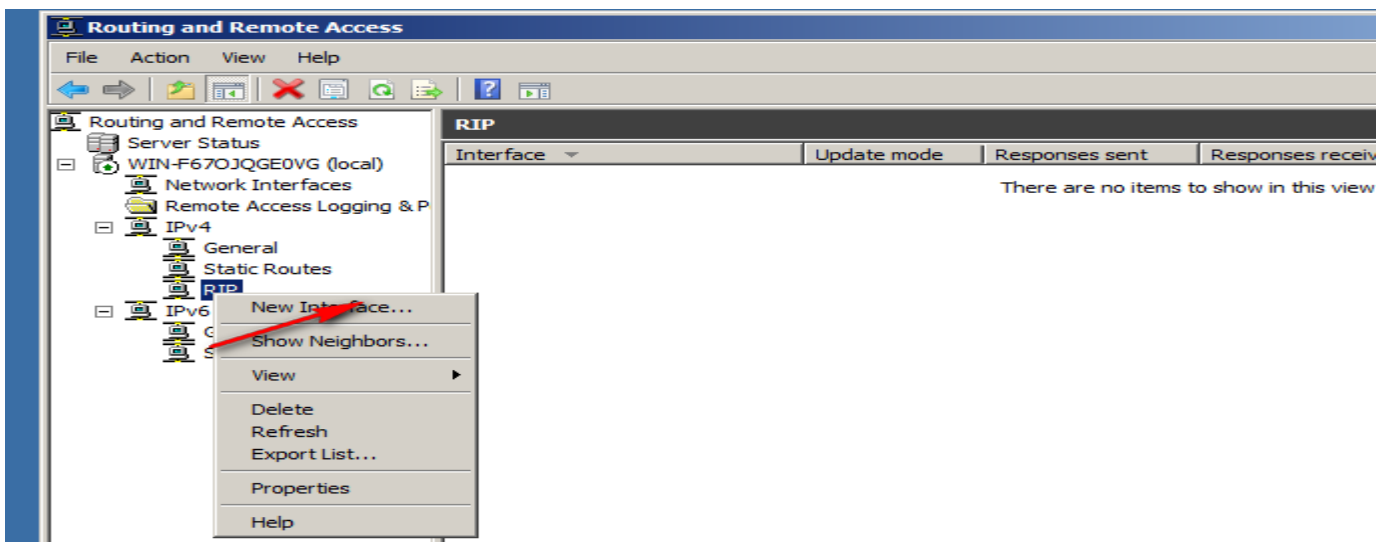 Routing and Remote Access
File Action View Help
Routing and Remote Access
Server Status
WIN-F67OJQGE0VG (local)
Network Interfaces
Remote Access Logging & P
IPv4
General
Static Routes
RIP
IPv6
G
S
New Interface...
Show Neighbors...
View
Delete
Refresh
Export List...
Properties
Help
RIP
Interface Update mode Responses sent Responses receiv
There are no items to show in this view